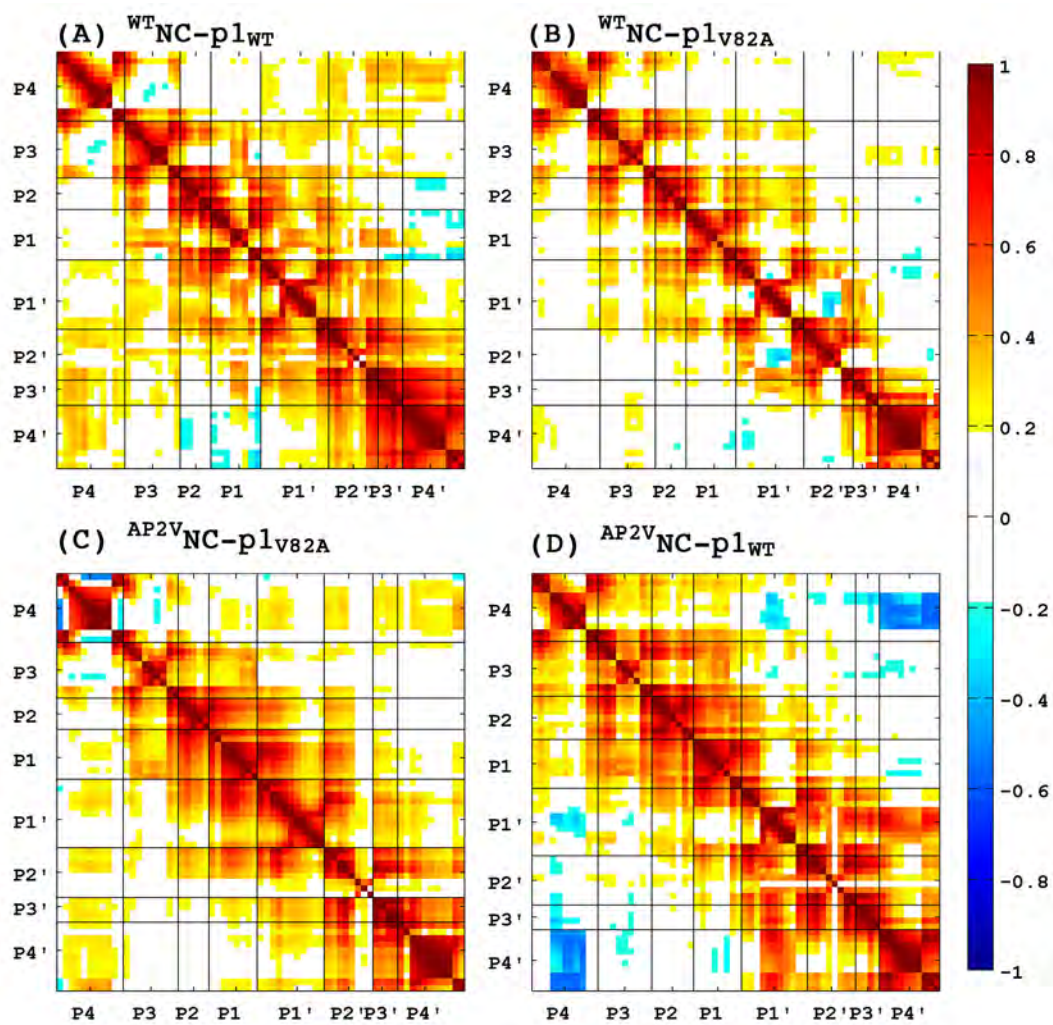 (A) WTNC-p1WT
(B) WTNC-p1V82A
P4
P3
P2
P1
P1'
P2'
P3'
P4'
P4 P3 P2 P1 P1' P2' P3' P4'
P4
P3
P2
P1
P1'
P2'
P3'
P4'
P4 P3 P2 P1 P1' P2' P3' P4'
1
0.8
0.6
0.4
0.2
0
-0.2
-0.4
-0.6
-0.8
-1
(C) AP2VNC-p1V82A
(D) AP2VNC-p1WT
P4
P3
P2
P1
P1'
P2'
P3'
P4'
P4 P3 P2 P1 P1' P2' P3' P4'
P4
P3
P2
P1
P1'
P2'
P3'
P4'
P4 P3 P2 P1 P1' P2' P3' P4'